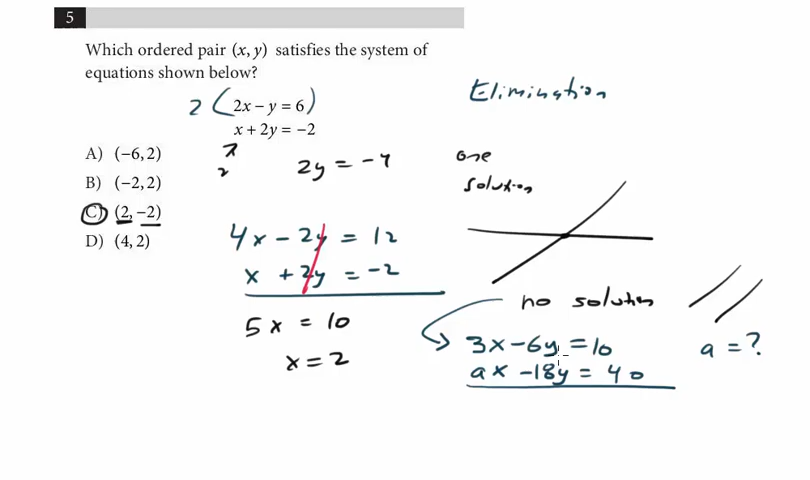 5
Which ordered pair (x, y) satisfies the system of
equations shown below?
Elimination
2 (2x − y = 6)
x + 2y = −2
A) (−6, 2)
B) (−2, 2)
C) (2, −2)
D) (4, 2)
x
2
2y = −4
one
solution
4x − 2y = 12
x + 2y = −2
5x = 10
x = 2
no solution
3x − 6y = 10
ax − 18y = 40
a = ?